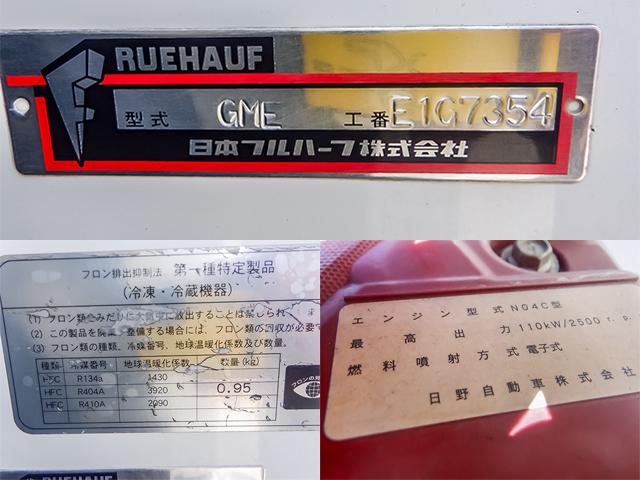 RUEHAUF
型式 GME 工番 E1G7354
日本フルハーフ株式会社
フロン排出抑制法 第一種特定製品
(冷凍・冷蔵機器)
(1) フロン類をみだりに大気中に放出することは禁じられ
(2) この製品を廃棄・整備する場合には、フロン類の回収が必要で
(3) フロン類の種類、冷媒番号、地球温暖化係数及び数量。
種類 冷媒番号 地球温暖化係数 数量 (kg)
HFC R134a 1430
HFC R404A 3920 0.95
HFC R410A 2090
フロンの見
エンジン型式 N04C型
最高出力 110kW/2500 r. p.
燃料噴射方式 電子式
日野自動車株式会社
RUEHAUF